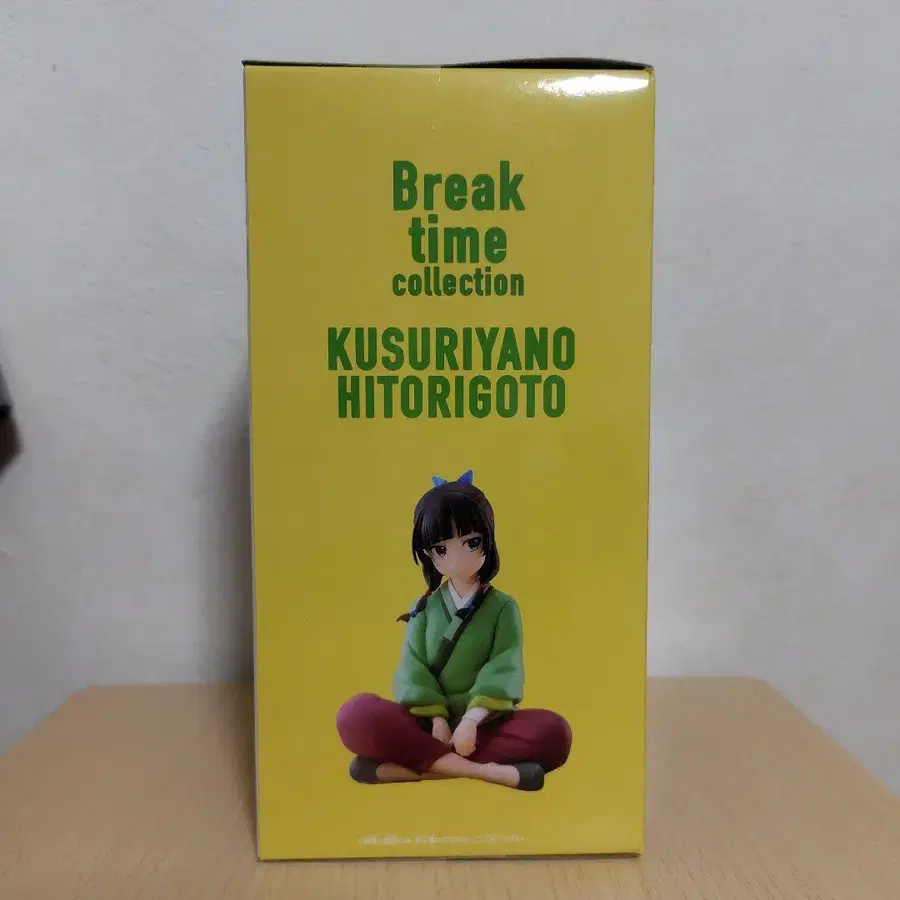 Break
time
collection
KUSURIYANO
HITORIGOTO